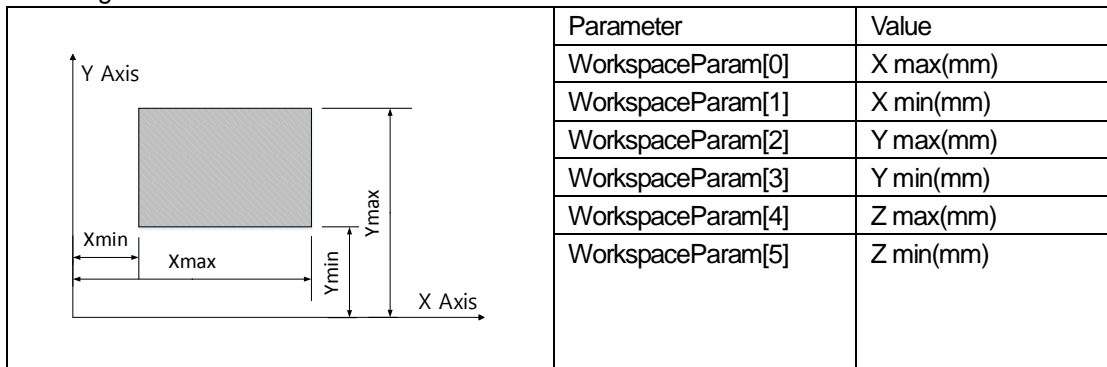 Parameter Value
WorkspaceParam[0] X max(mm)
WorkspaceParam[1] X min(mm)
WorkspaceParam[2] Y max(mm)
WorkspaceParam[3] Y min(mm)
WorkspaceParam[4] Z max(mm)
WorkspaceParam[5] Z min(mm)
Y Axis
Xmin
Xmax
Ymin
Ymax
X Axis